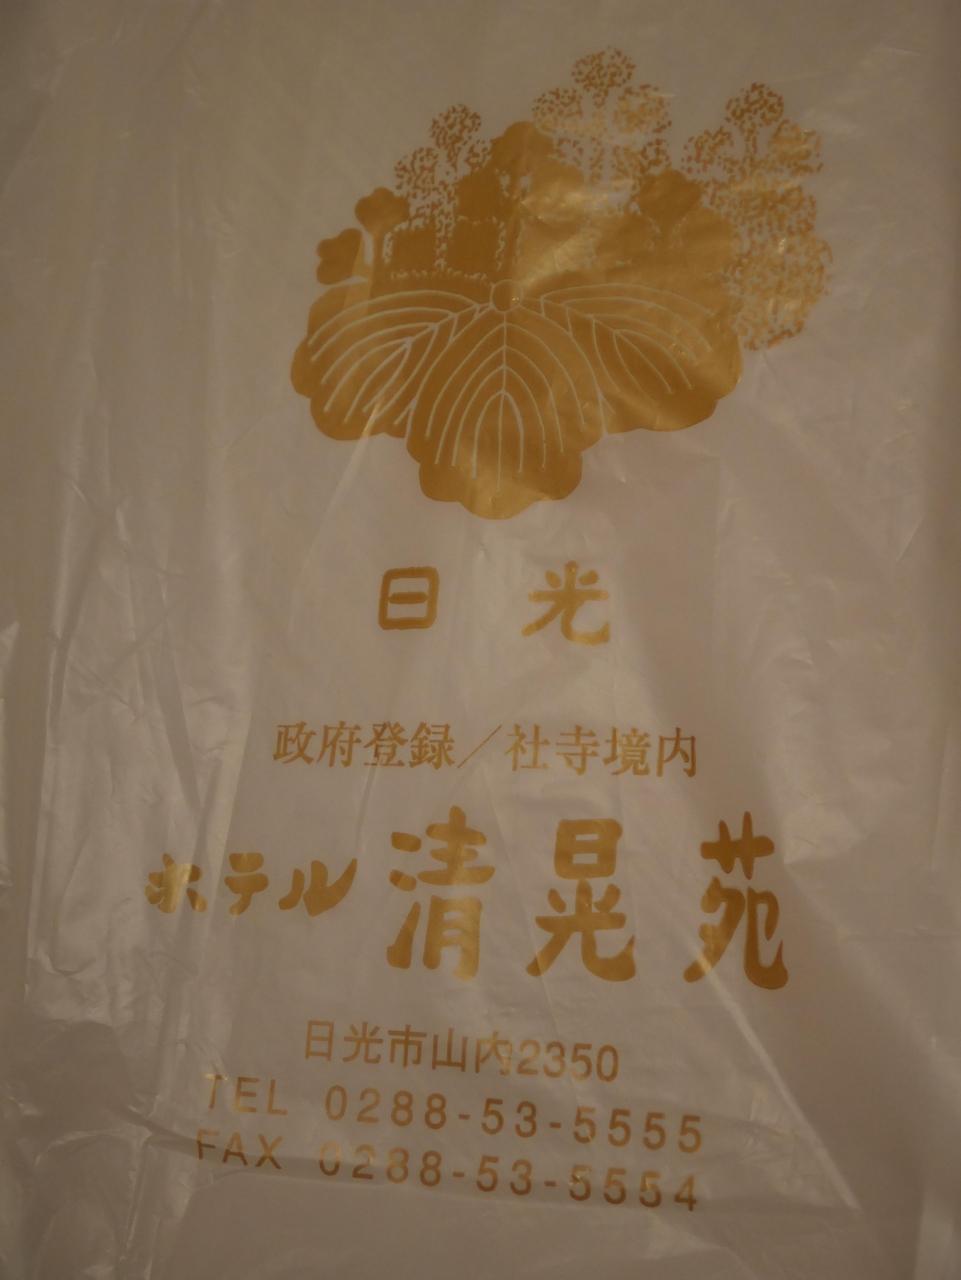 日光
政府登録／社寺境内
ホテル 清晃苑
日光市山内2350
TEL 0288-53-5555
FAX 0288-53-5554